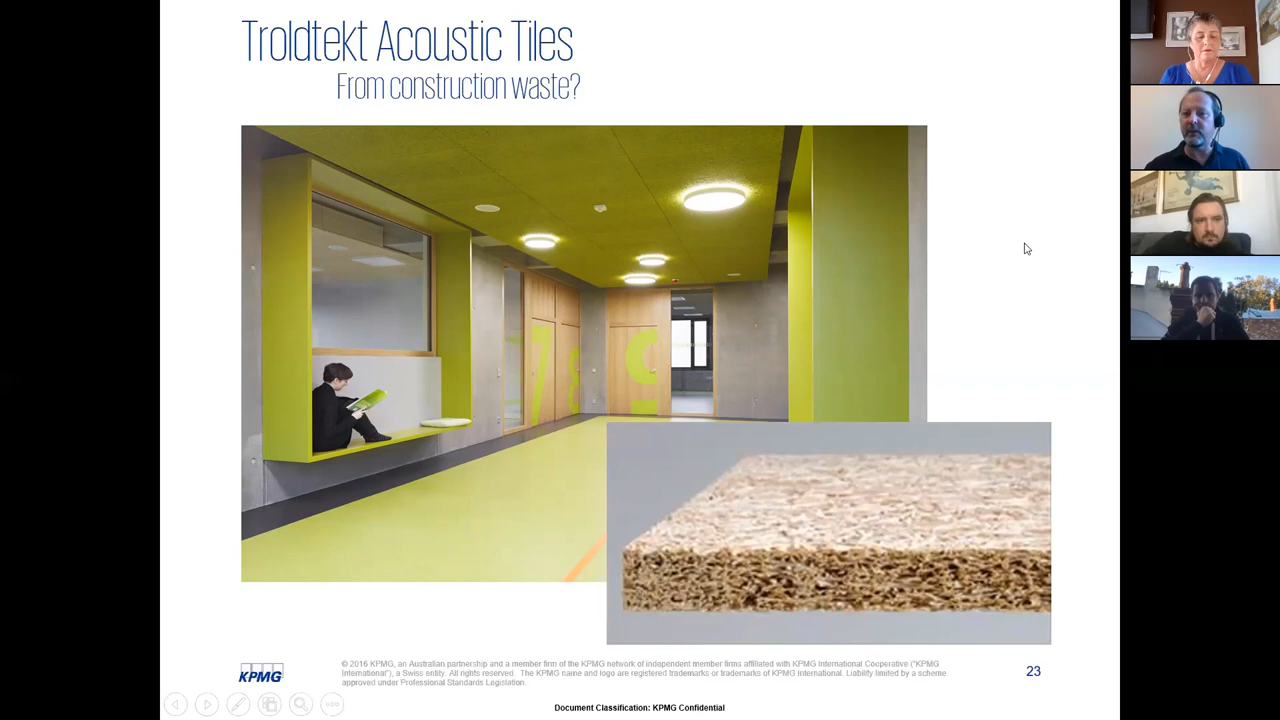 Troldtekt Acoustic Tiles
From construction waste?
7 8 9
KPMG
© 2016 KPMG, an Australian partnership and a member firm of the KPMG network of independent member firms affiliated with KPMG International Cooperative ("KPMG
International"), a Swiss entity. All rights reserved. The KPMG name and logo are registered trademarks or trademarks of KPMG International. Liability limited by a scheme
approved under Professional Standards Legislation.
23
Document Classification: KPMG Confidential